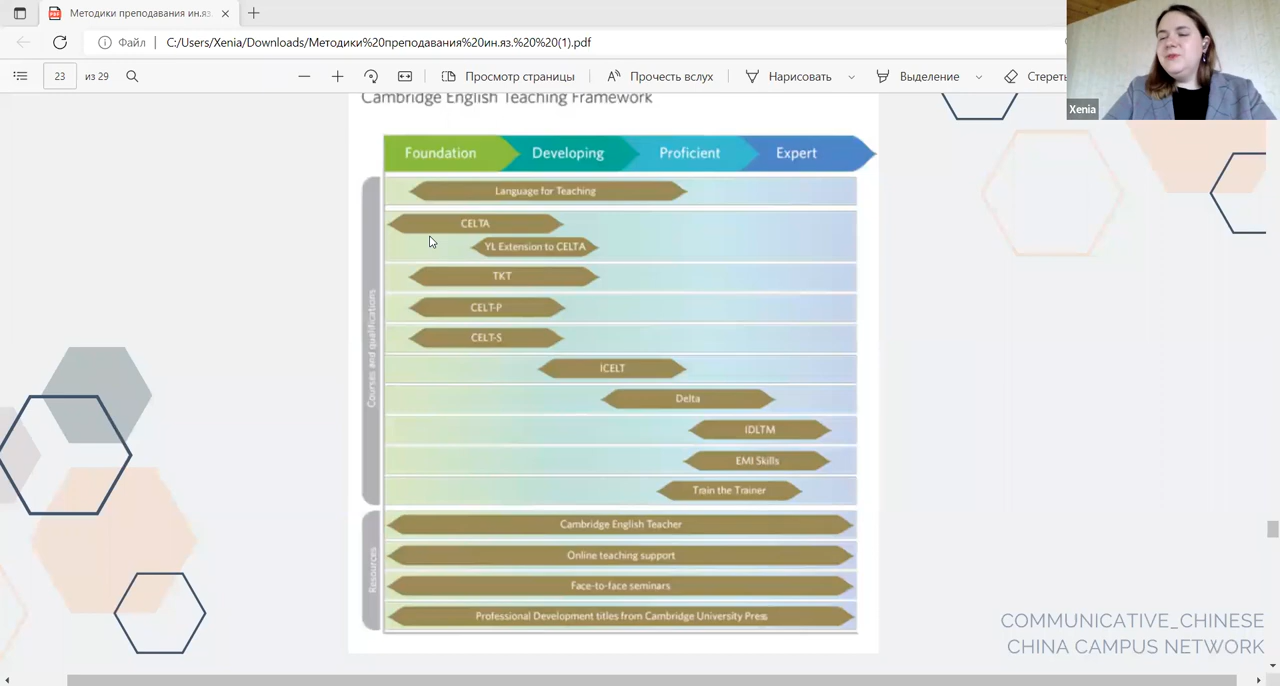 Методики преподавания ин.яз.
Файл
C:/Users/Xenia/Downloads/Методики%20преподавания%20ин.яз.%20%20(1).pdf
23 из 29
Просмотр страницы
Прочесть вслух
Нарисовать
Выделение
Стереть
Xenia
Cambridge English Teaching Framework
Foundation
Developing
Proficient
Expert
Courses and qualifications
Language for Teaching
CELTA
YL Extension to CELTA
TKT
CELT-P
CELT-S
ICELT
Delta
IDLTM
EMI Skills
Train the Trainer
Resources
Cambridge English Teacher
Online teaching support
Face-to-face seminars
Professional Development titles from Cambridge University Press
COMMUNICATIVE_CHINESE
CHINA CAMPUS NETWORK